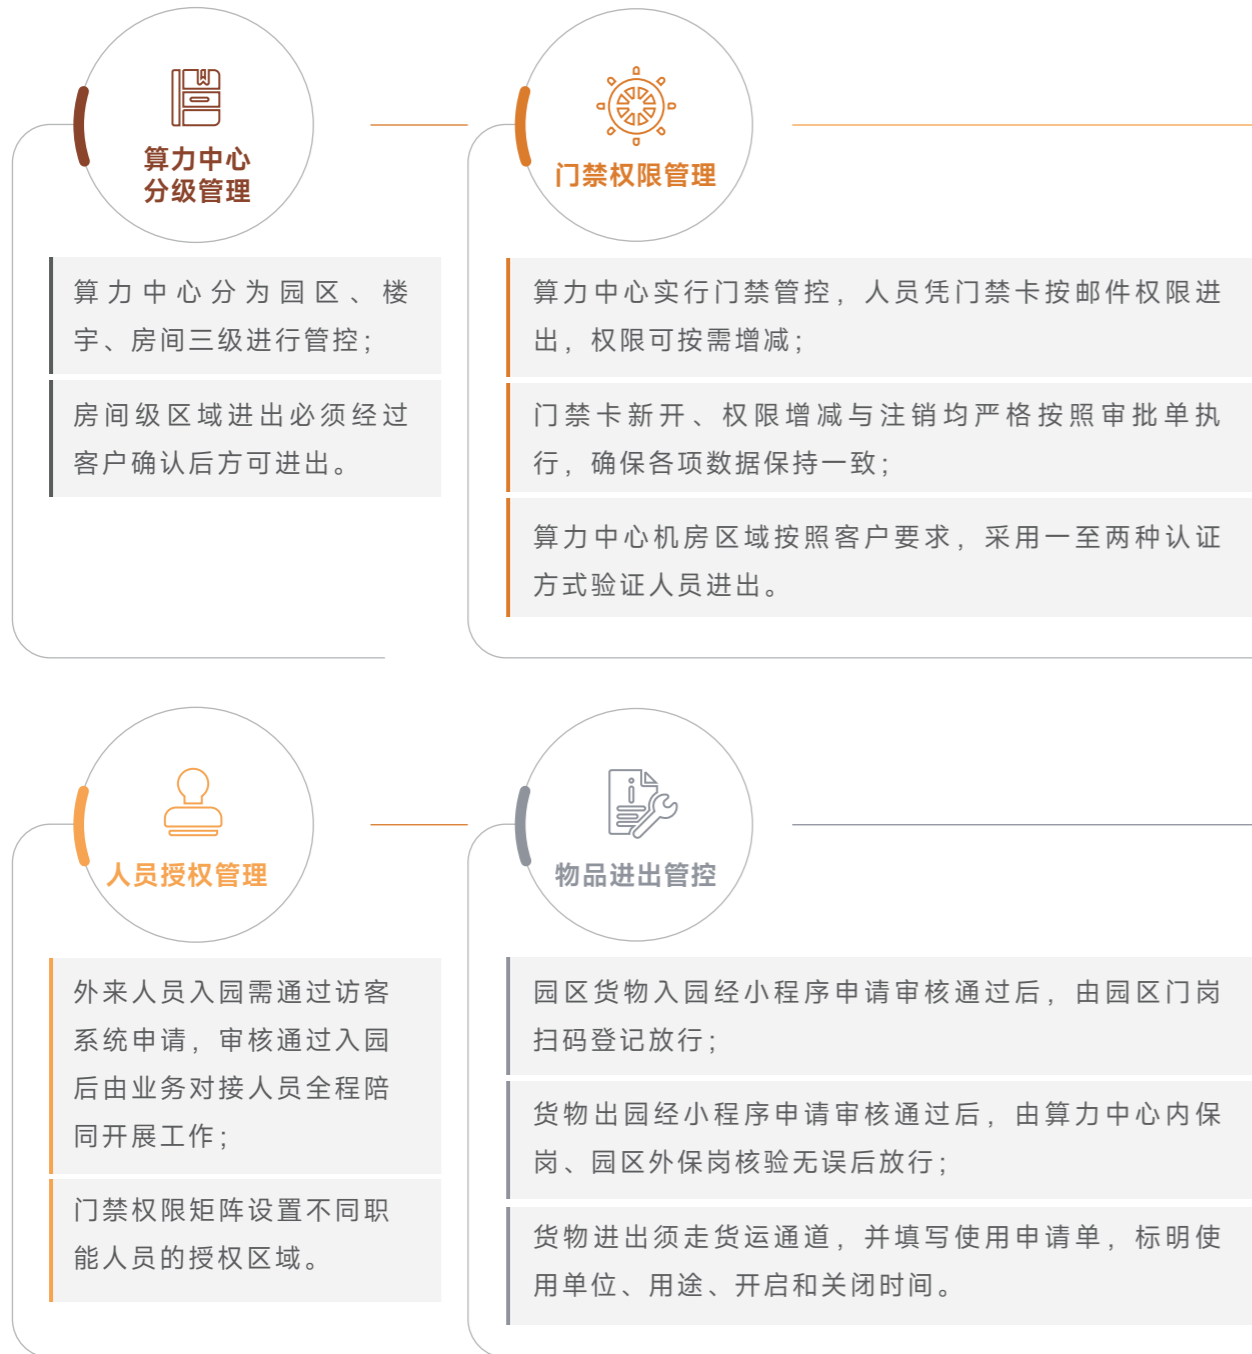 算力中心
分级管理
算力中心分为园区、楼
宇、房间三级进行管控；
房间级区域进出必须经过
客户确认后方可进出。
门禁权限管理
算力中心实行门禁管控，人员凭门禁卡按邮件权限进
出，权限可按需增减；
门禁卡新开、权限增减与注销均严格按照审批单执
行，确保各项数据保持一致；
算力中心机房区域按照客户要求，采用一至两种认证
方式验证人员进出。
人员授权管理
外来人员入园需通过访客
系统申请，审核通过入园
后由业务对接人员全程陪
同开展工作；
门禁权限矩阵设置不同职
能人员的授权区域。
物品进出管控
园区货物入园经小程序申请审核通过后，由园区门岗
扫码登记放行；
货物出园经小程序申请审核通过后，由算力中心内保
岗、园区外保岗核验无误后放行；
货物进出须走货运通道，并填写使用申请单，标明使
用单位、用途、开启和关闭时间。